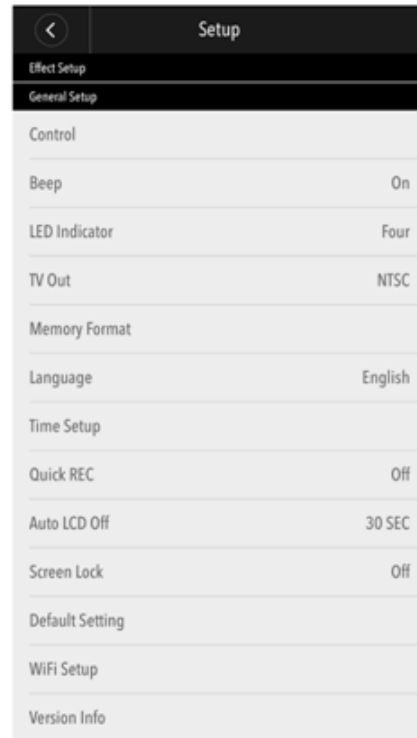 Setup
Effect Setup
General Setup
Control
Beep On
LED Indicator Four
TV Out NTSC
Memory Format
Language English
Time Setup
Quick REC Off
Auto LCD Off 30 SEC
Screen Lock Off
Default Setting
WiFi Setup
Version Info